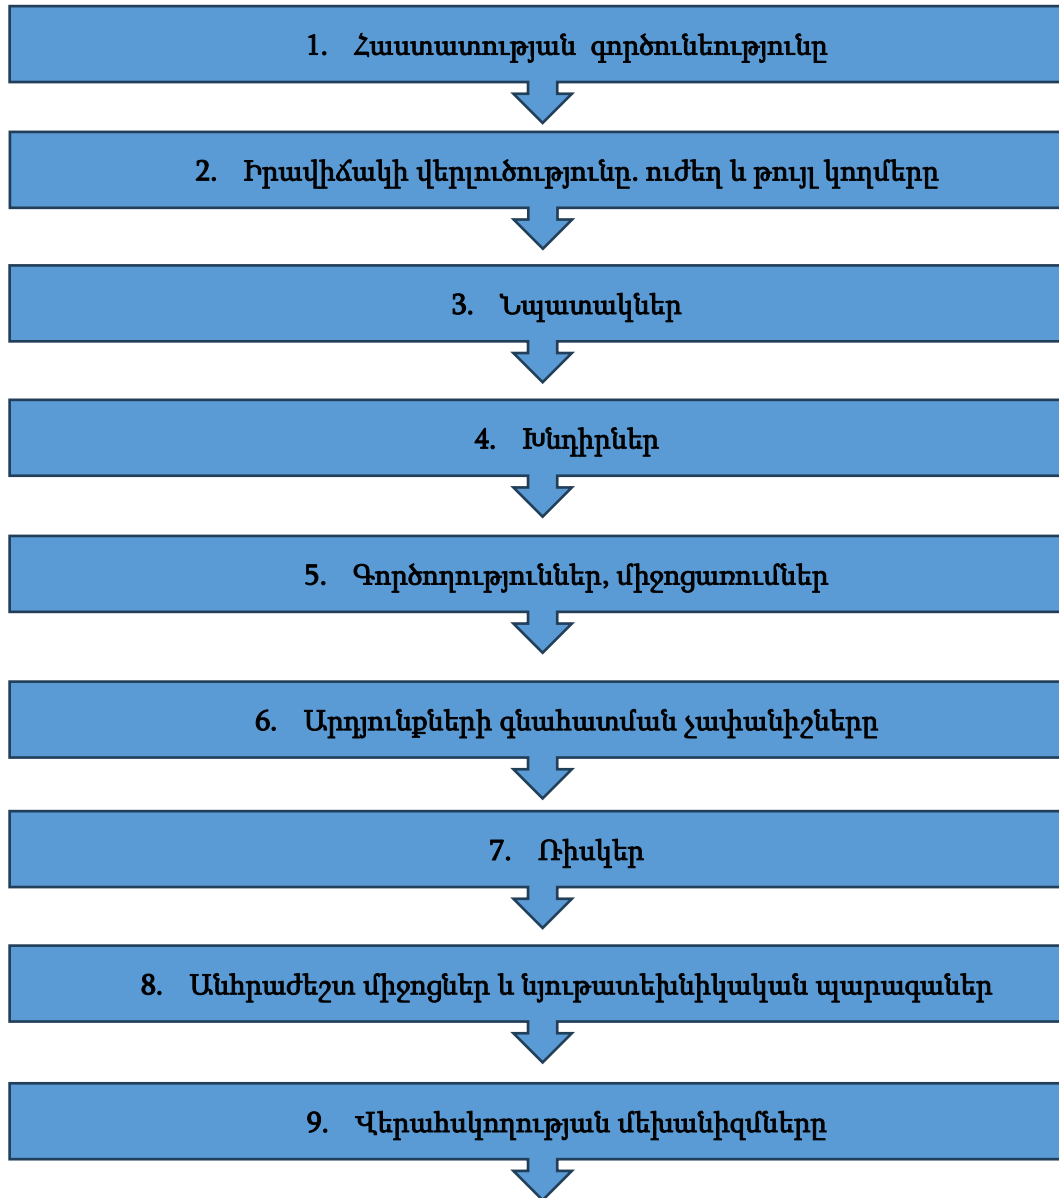 1. Հաստատության գործունեությունը
2. Իրավիճակի վերլուծությունը. ուժեղ և թույլ կողմերը
3. Նպատակներ
4. Խնդիրներ
5. Գործողություններ, միջոցառումներ
6. Արդյունքների գնահատման չափանիշները
7. Ռիսկեր
8. Անհրաժեշտ միջոցներ և նյութատեխնիկական պարագաներ
9. Վերահսկողության մեխանիզմները